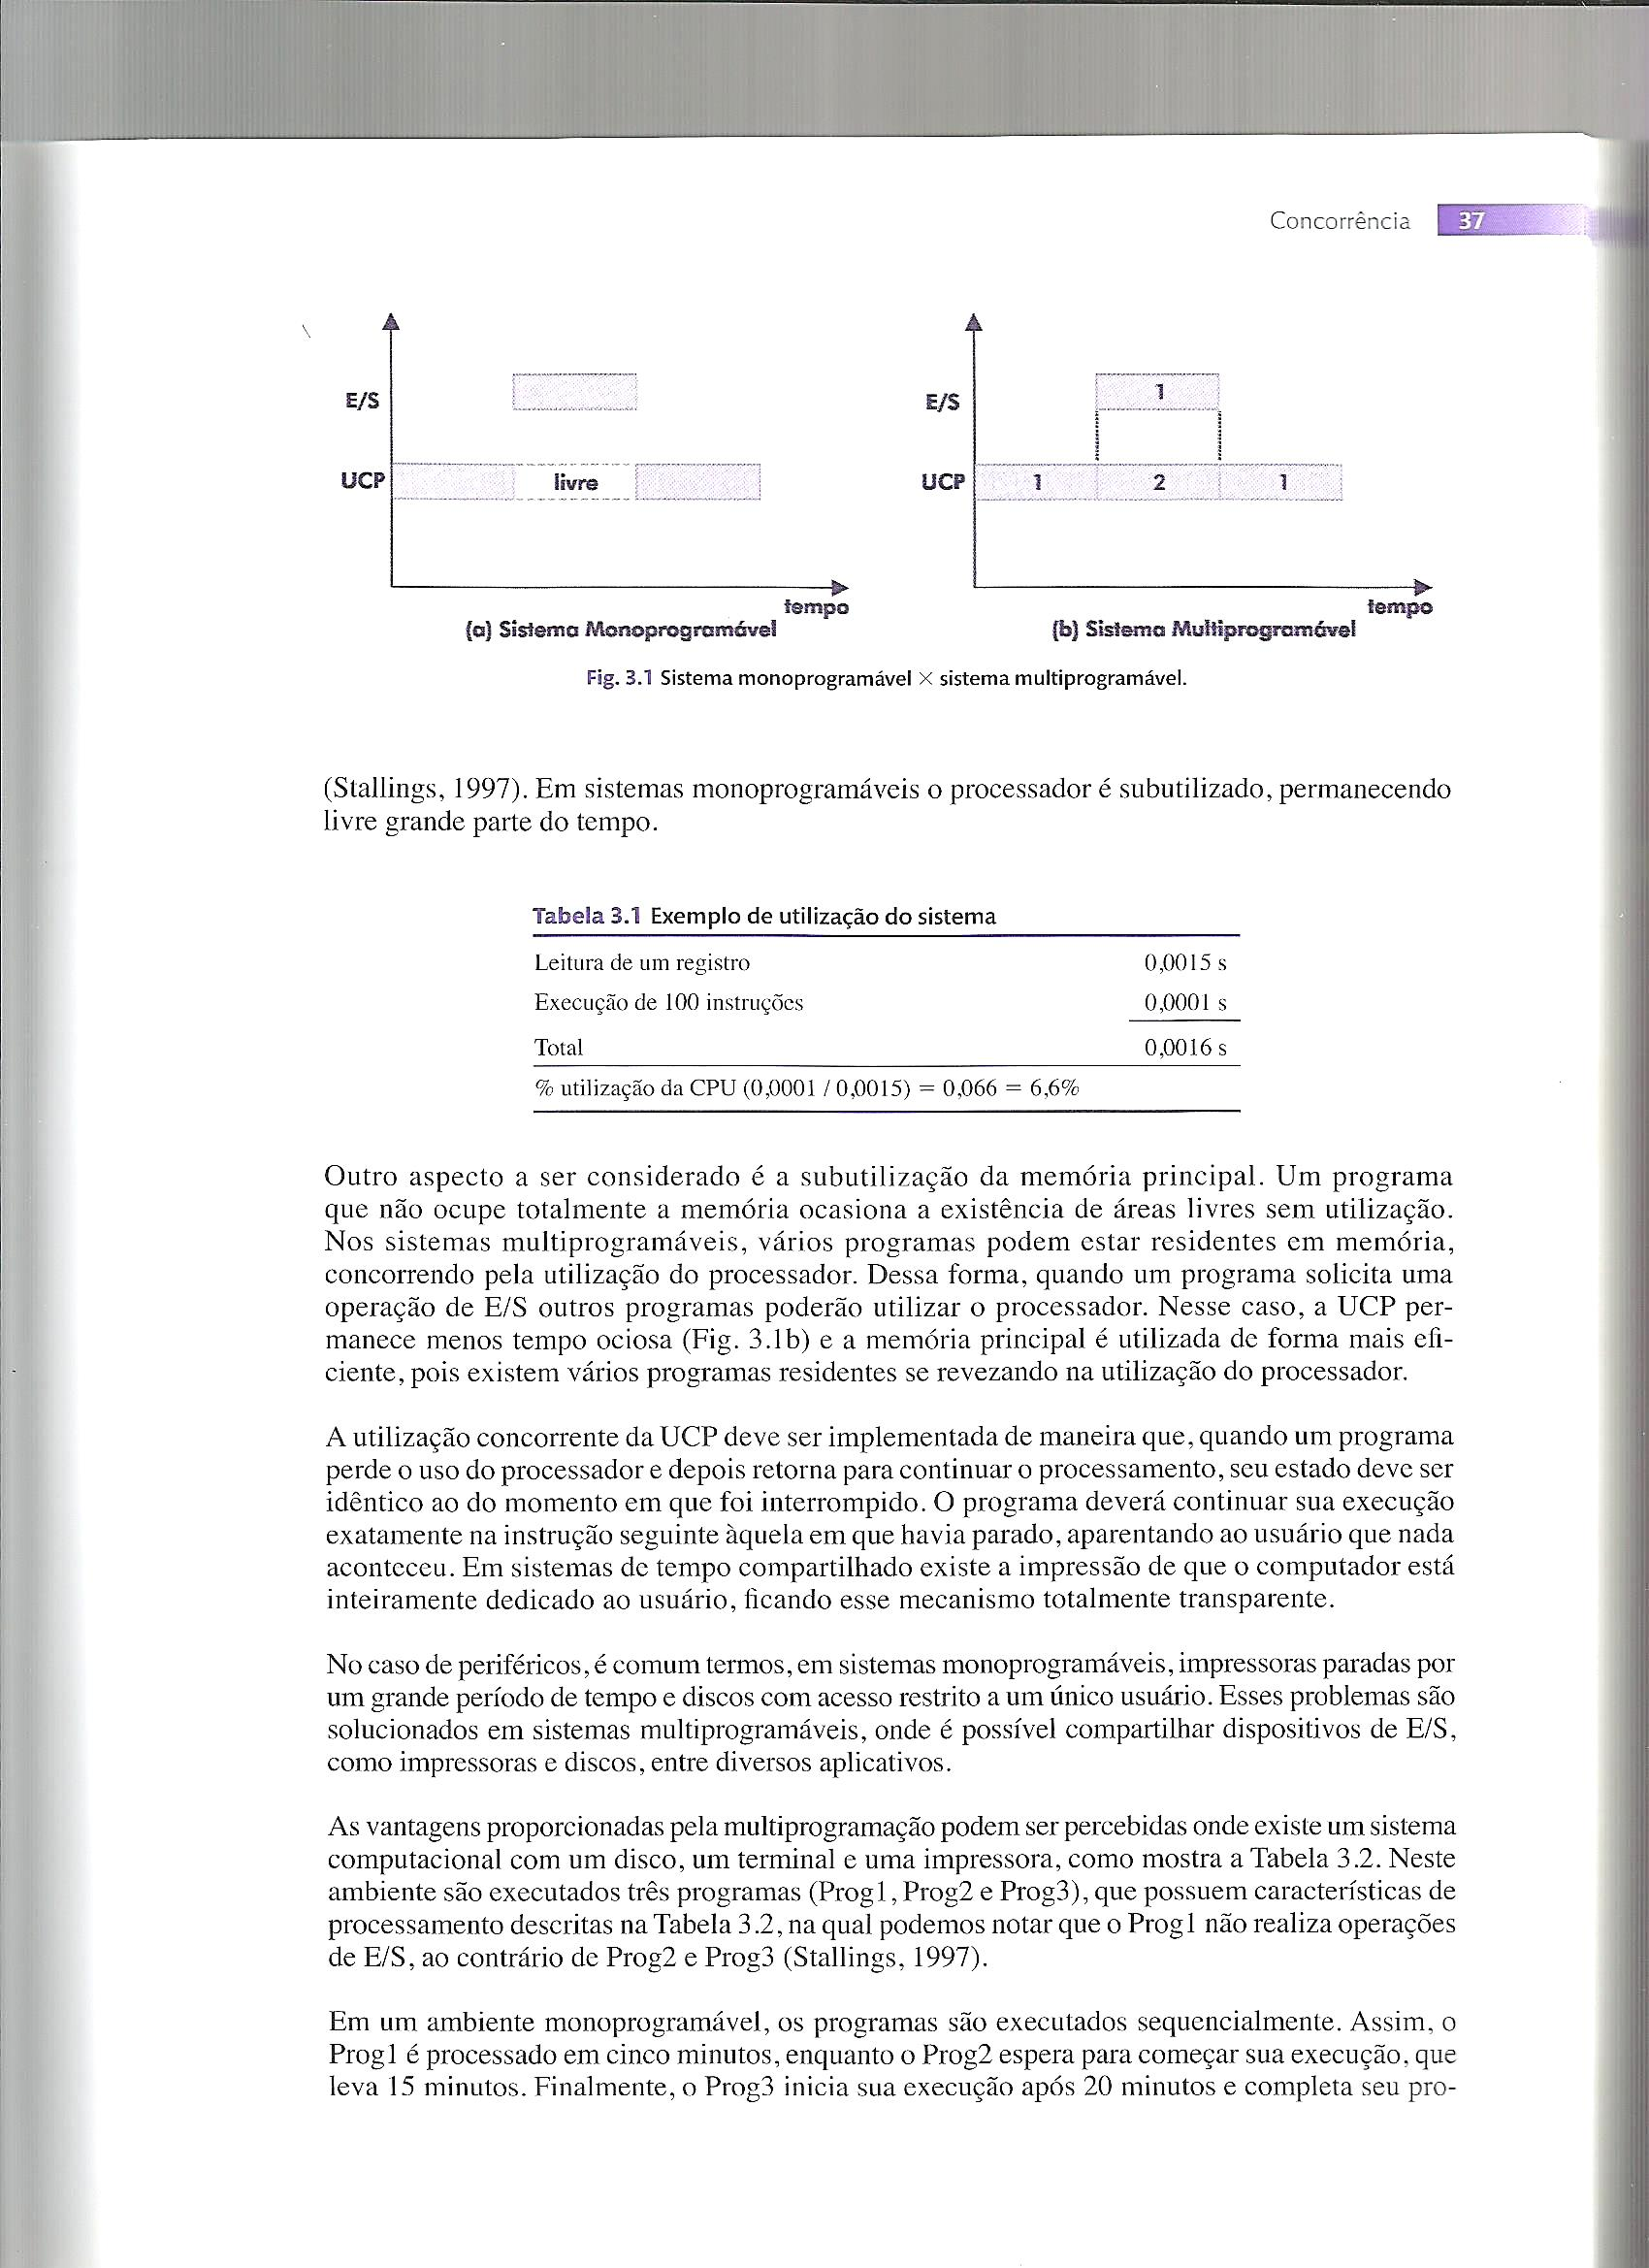 Concorrência 37
E/S
UCP
livre
tempo
(a) Sistema Monoprogramável
E/S
1
UCP
1 2 1
tempo
(b) Sistema Multiprogramável
Fig. 3.1 Sistema monoprogramável × sistema multiprogramável.
(Stallings, 1997). Em sistemas monoprogramáveis o processador é subutilizado, permanecendo
livre grande parte do tempo.
Tabela 3.1 Exemplo de utilização do sistema
Leitura de um registro 0,0015 s
Execução de 100 instruções 0,0001 s
Total 0,0016 s
% utilização da CPU (0,0001 / 0,0015) = 0,066 = 6,6%
Outro aspecto a ser considerado é a subutilização da memória principal. Um programa
que não ocupe totalmente a memória ocasiona a existência de áreas livres sem utilização.
Nos sistemas multiprogramáveis, vários programas podem estar residentes em memória,
concorrendo pela utilização do processador. Dessa forma, quando um programa solicita uma
operação de E/S outros programas poderão utilizar o processador. Nesse caso, a UCP per-
manece menos tempo ociosa (Fig. 3.1b) e a memória principal é utilizada de forma mais efi-
ciente, pois existem vários programas residentes se revezando na utilização do processador.
A utilização concorrente da UCP deve ser implementada de maneira que, quando um programa
perde o uso do processador e depois retorna para continuar o processamento, seu estado deve ser
idêntico ao do momento em que foi interrompido. O programa deverá continuar sua execução
exatamente na instrução seguinte àquela em que havia parado, aparentando ao usuário que nada
aconteceu. Em sistemas de tempo compartilhado existe a impressão de que o computador está
inteiramente dedicado ao usuário, ficando esse mecanismo totalmente transparente.
No caso de periféricos, é comum termos, em sistemas monoprogramáveis, impressoras paradas por
um grande período de tempo e discos com acesso restrito a um único usuário. Esses problemas são
solucionados em sistemas multiprogramáveis, onde é possível compartilhar dispositivos de E/S,
como impressoras e discos, entre diversos aplicativos.
As vantagens proporcionadas pela multiprogramação podem ser percebidas onde existe um sistema
computacional com um disco, um terminal e uma impressora, como mostra a Tabela 3.2. Neste
ambiente são executados três programas (Prog1, Prog2 e Prog3), que possuem características de
processamento descritas na Tabela 3.2, na qual podemos notar que o Prog1 não realiza operações
de E/S, ao contrário de Prog2 e Prog3 (Stallings, 1997).
Em um ambiente monoprogramável, os programas são executados sequencialmente. Assim, o
Prog1 é processado em cinco minutos, enquanto o Prog2 espera para começar sua execução, que
leva 15 minutos. Finalmente, o Prog3 inicia sua execução após 20 minutos e completa seu pro-